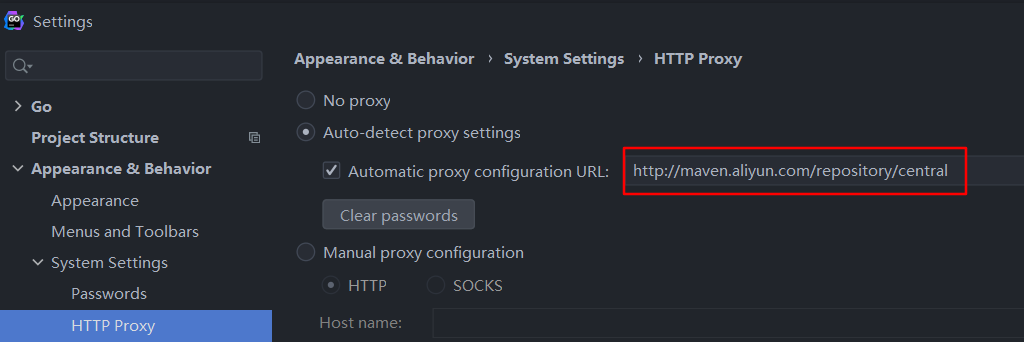 GO
Settings
Appearance & Behavior › System Settings › HTTP Proxy
Go
No proxy
Project Structure
Auto-detect proxy settings
Appearance & Behavior
Automatic proxy configuration URL: http://maven.aliyun.com/repository/central
Appearance
Clear passwords
Menus and Toolbars
Manual proxy configuration
System Settings
HTTP SOCKS
Passwords
HTTP Proxy
Host name: